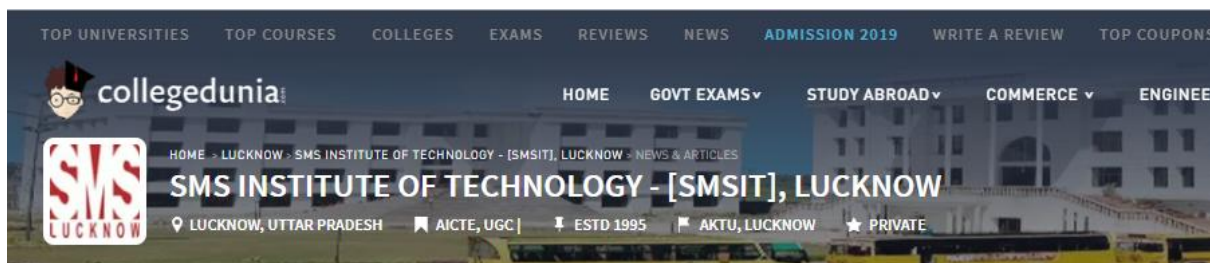 TOP UNIVERSITIES TOP COURSES COLLEGES EXAMS REVIEWS NEWS ADMISSION 2019 WRITE A REVIEW TOP COUPONS
collegedunia.com
HOME GOVT EXAMS STUDY ABROAD COMMERCE ENGINEE
HOME > LUCKNOW > SMS INSTITUTE OF TECHNOLOGY - [SMSIT], LUCKNOW > NEWS & ARTICLES
SMS INSTITUTE OF TECHNOLOGY - [SMSIT], LUCKNOW
SMS
LUCKNOW
LUCKNOW, UTTAR PRADESH AICTE, UGC | ESTD 1995 AKTU, LUCKNOW PRIVATE